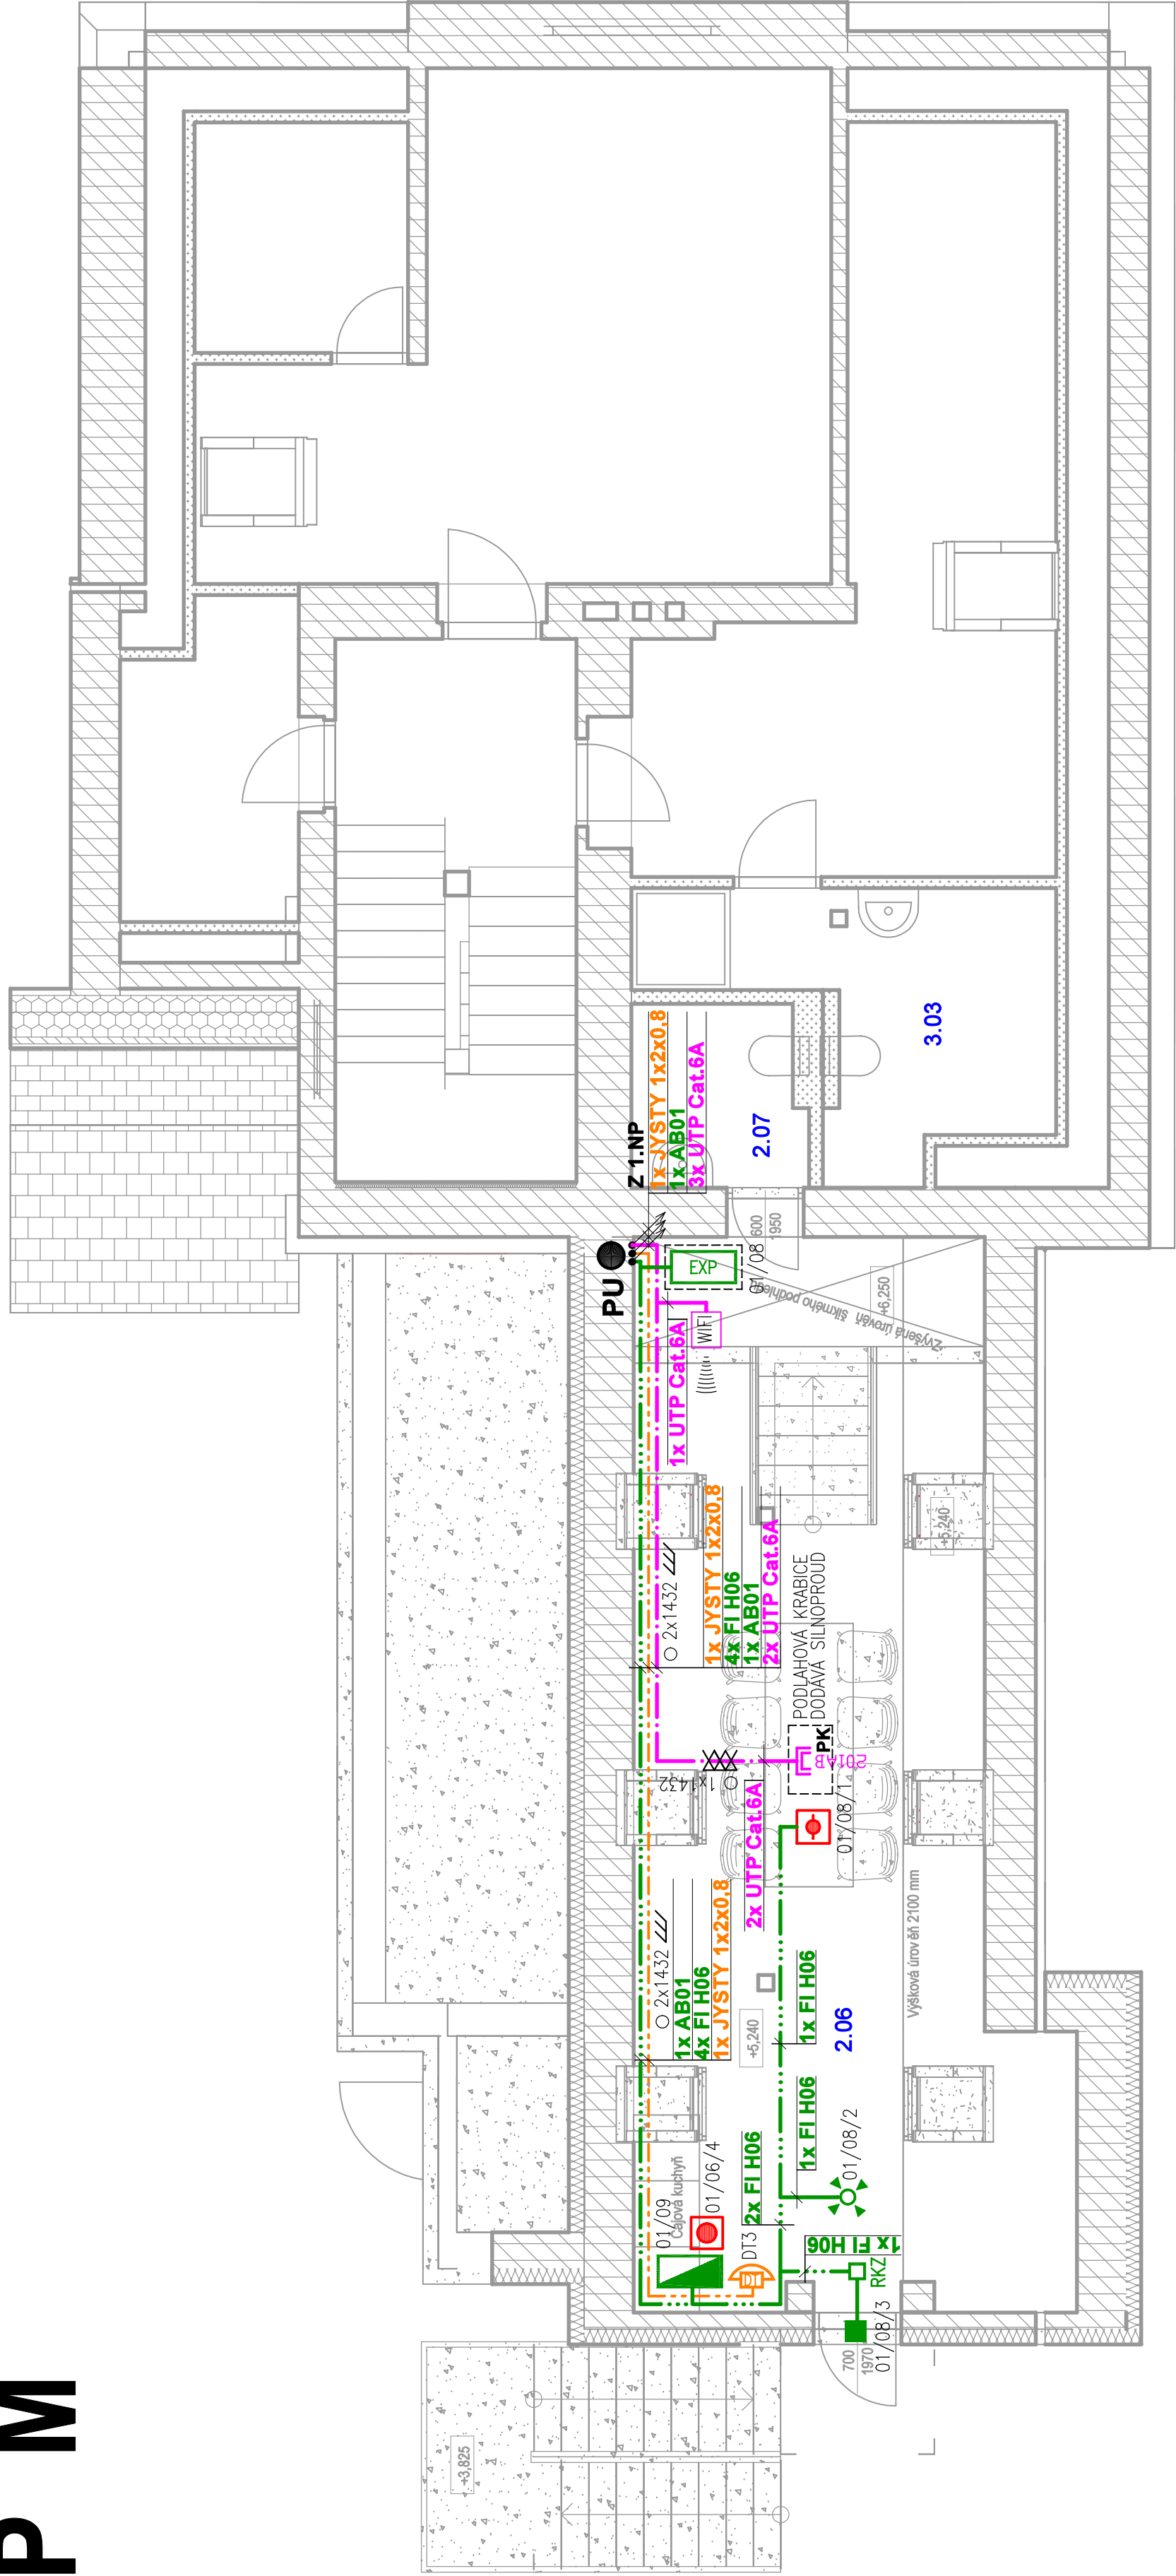 P M
3.03
2.07
Z 1.NP
1x JYSTY 1x2x0,8
1x AB01
3x UTP Cat.6A
600
1950
PU
EXP
01/08
Zvýšená úroveň šikmého podhledu
+6,250
WIFI
1x UTP Cat.6A
+5,240
2x1432
1x JYSTY 1x2x0,8
4x FI H06
1x AB01
2x UTP Cat.6A
PODLAHOVÁ KRABICE
DODÁVÁ SILNOPROUD
PK
201AB
1x1432
01/08/1
2x UTP Cat.6A
2x1432
1x AB01
4x FI H06
1x JYSTY 1x2x0,8
+5,240
1x FI H06
2.06
Výšková úroveň 2100 mm
1x FI H06
01/08/2
2x FI H06
01/09
Čajová kuchyň
01/06/4
DT3
DT
1x FI H06
RKZ
01/08/3
700
1970
+3,825